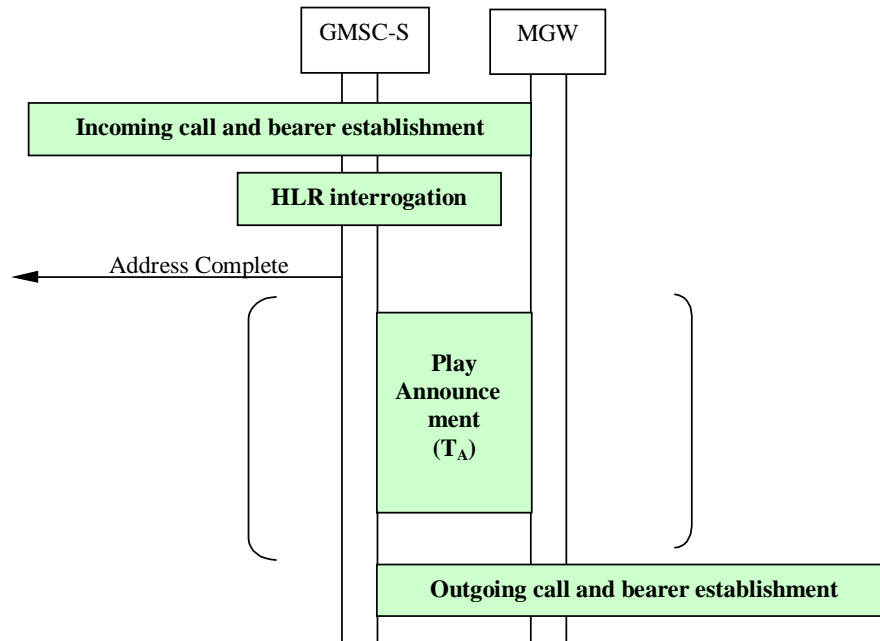 GMSC-S
MGW
Incoming call and bearer establishment
HLR interrogation
Address Complete
Play
Announce
ment
(TA)
Outgoing call and bearer establishment